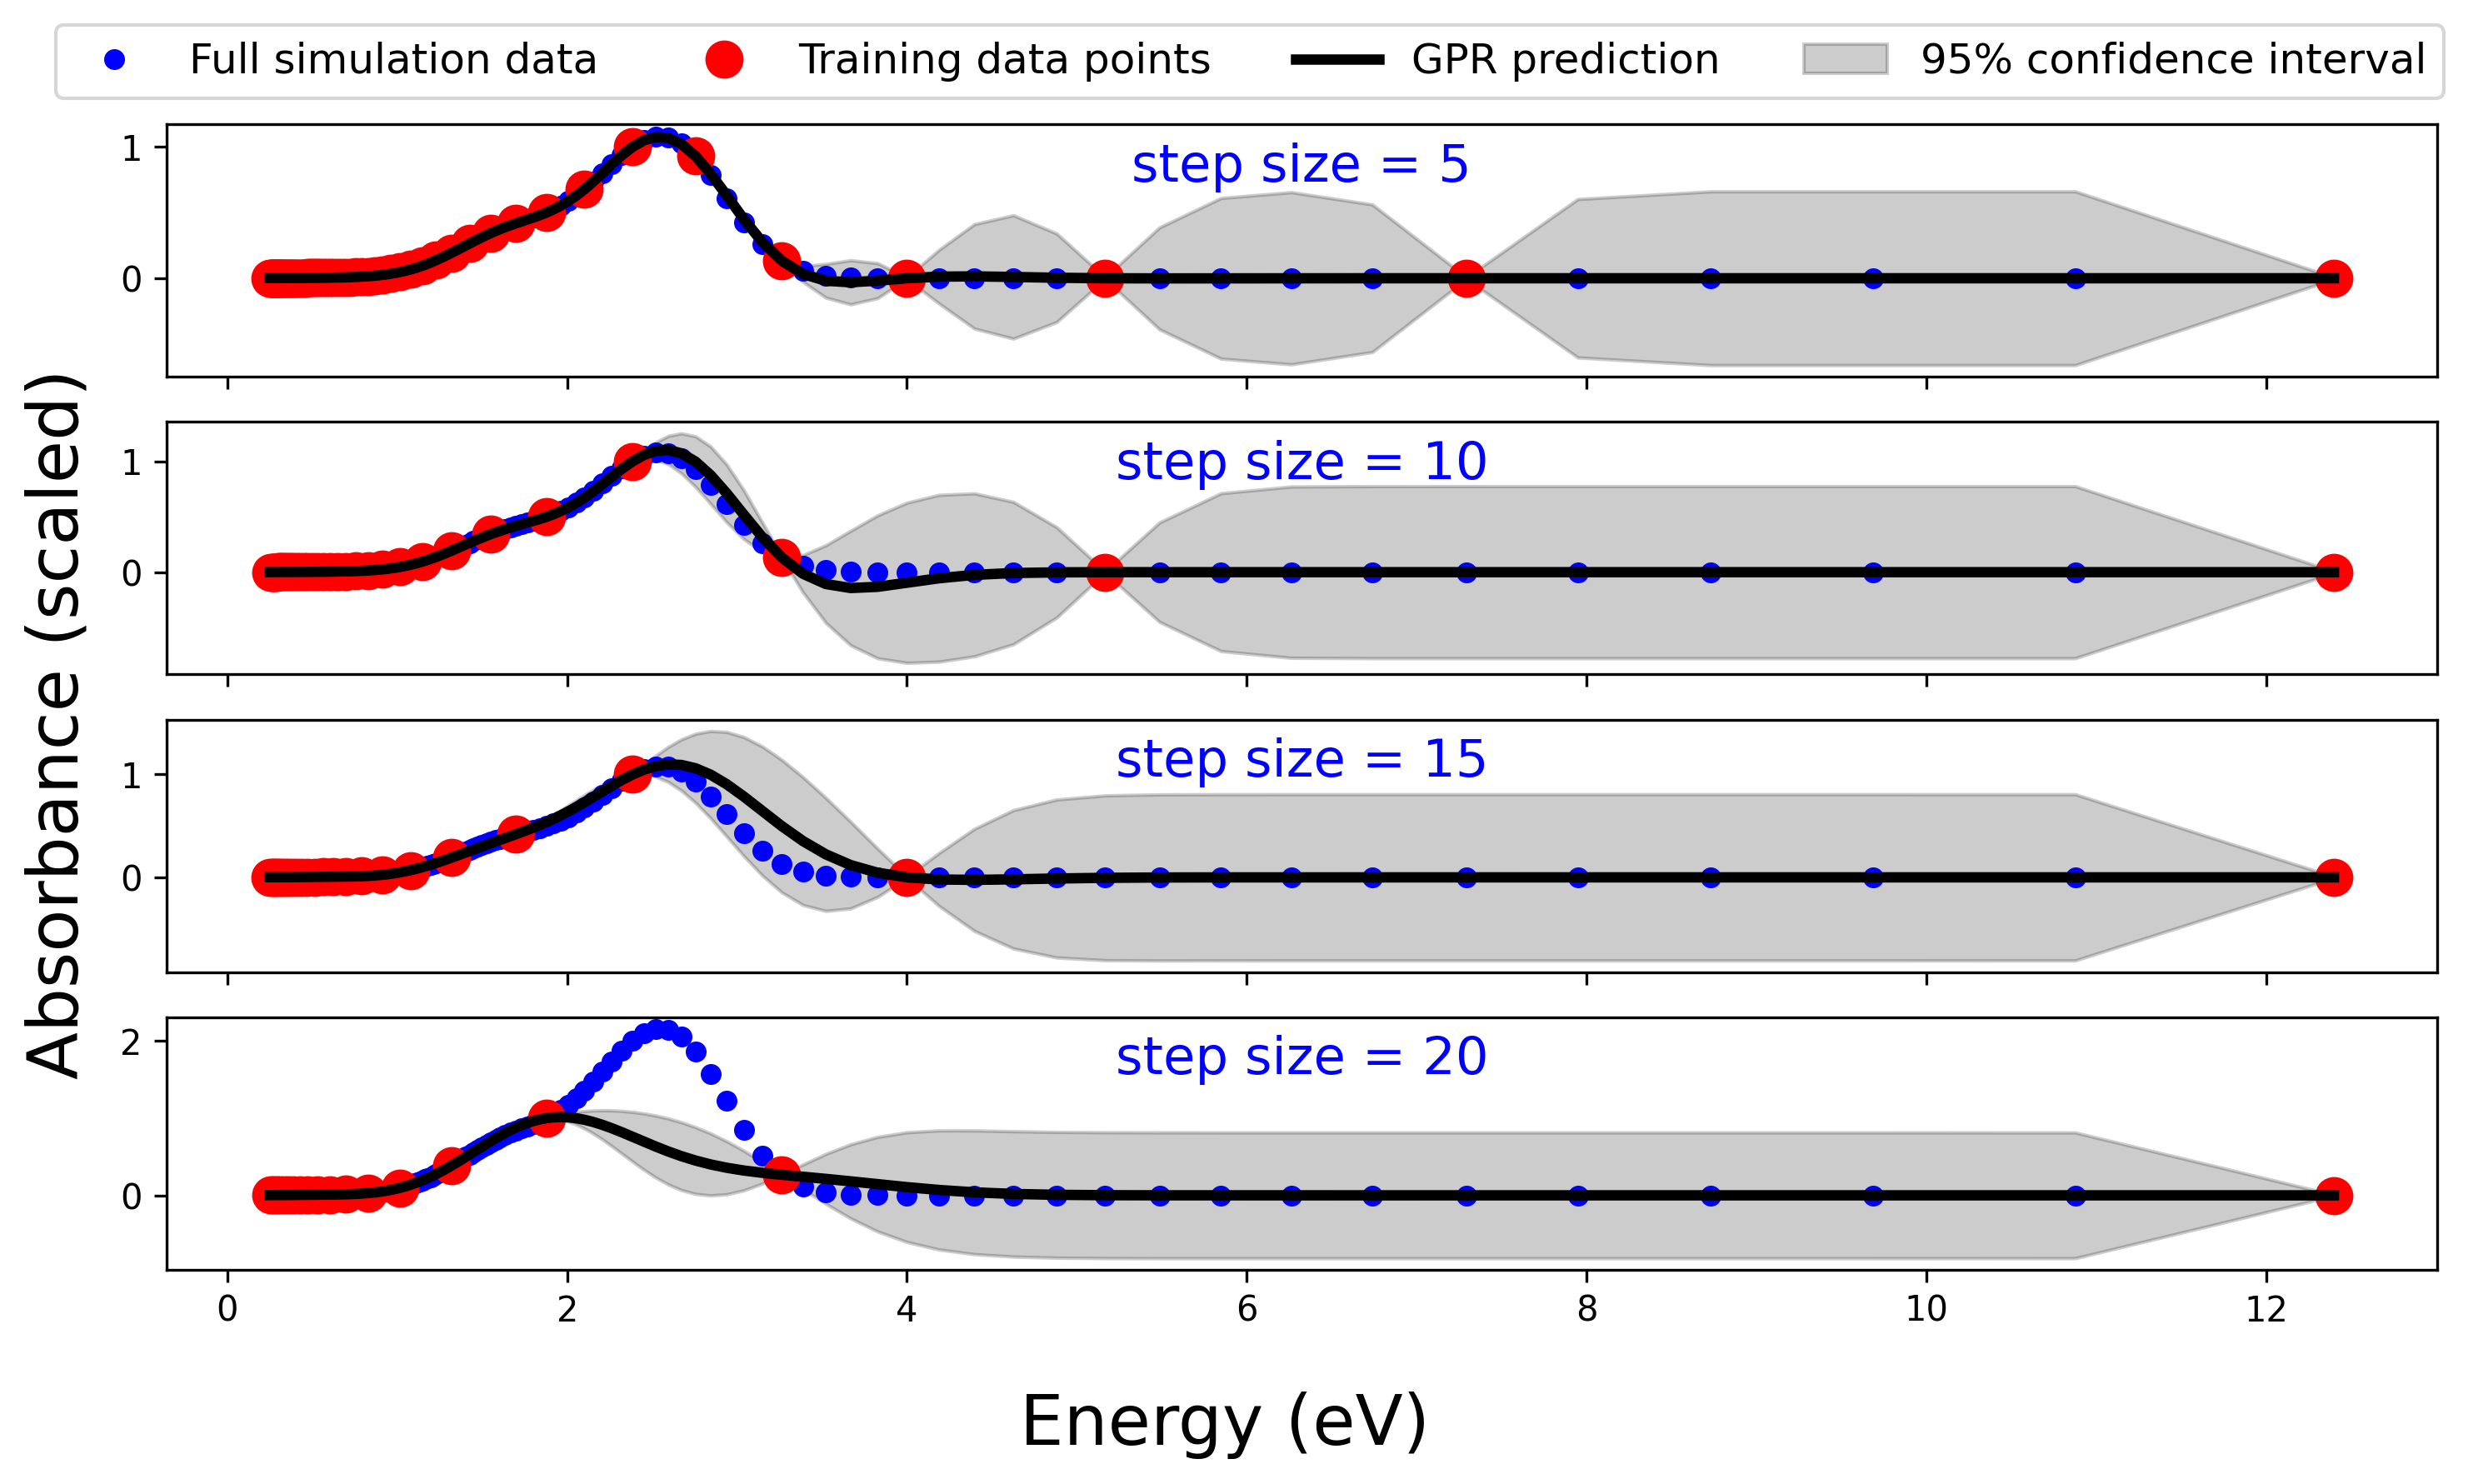 Full simulation data
Training data points
GPR prediction
95% confidence interval
Absorbance (scaled)
1
0
step size = 5
1
0
step size = 10
1
0
step size = 15
2
0
step size = 20
0 2 4 6 8 10 12
Energy (eV)